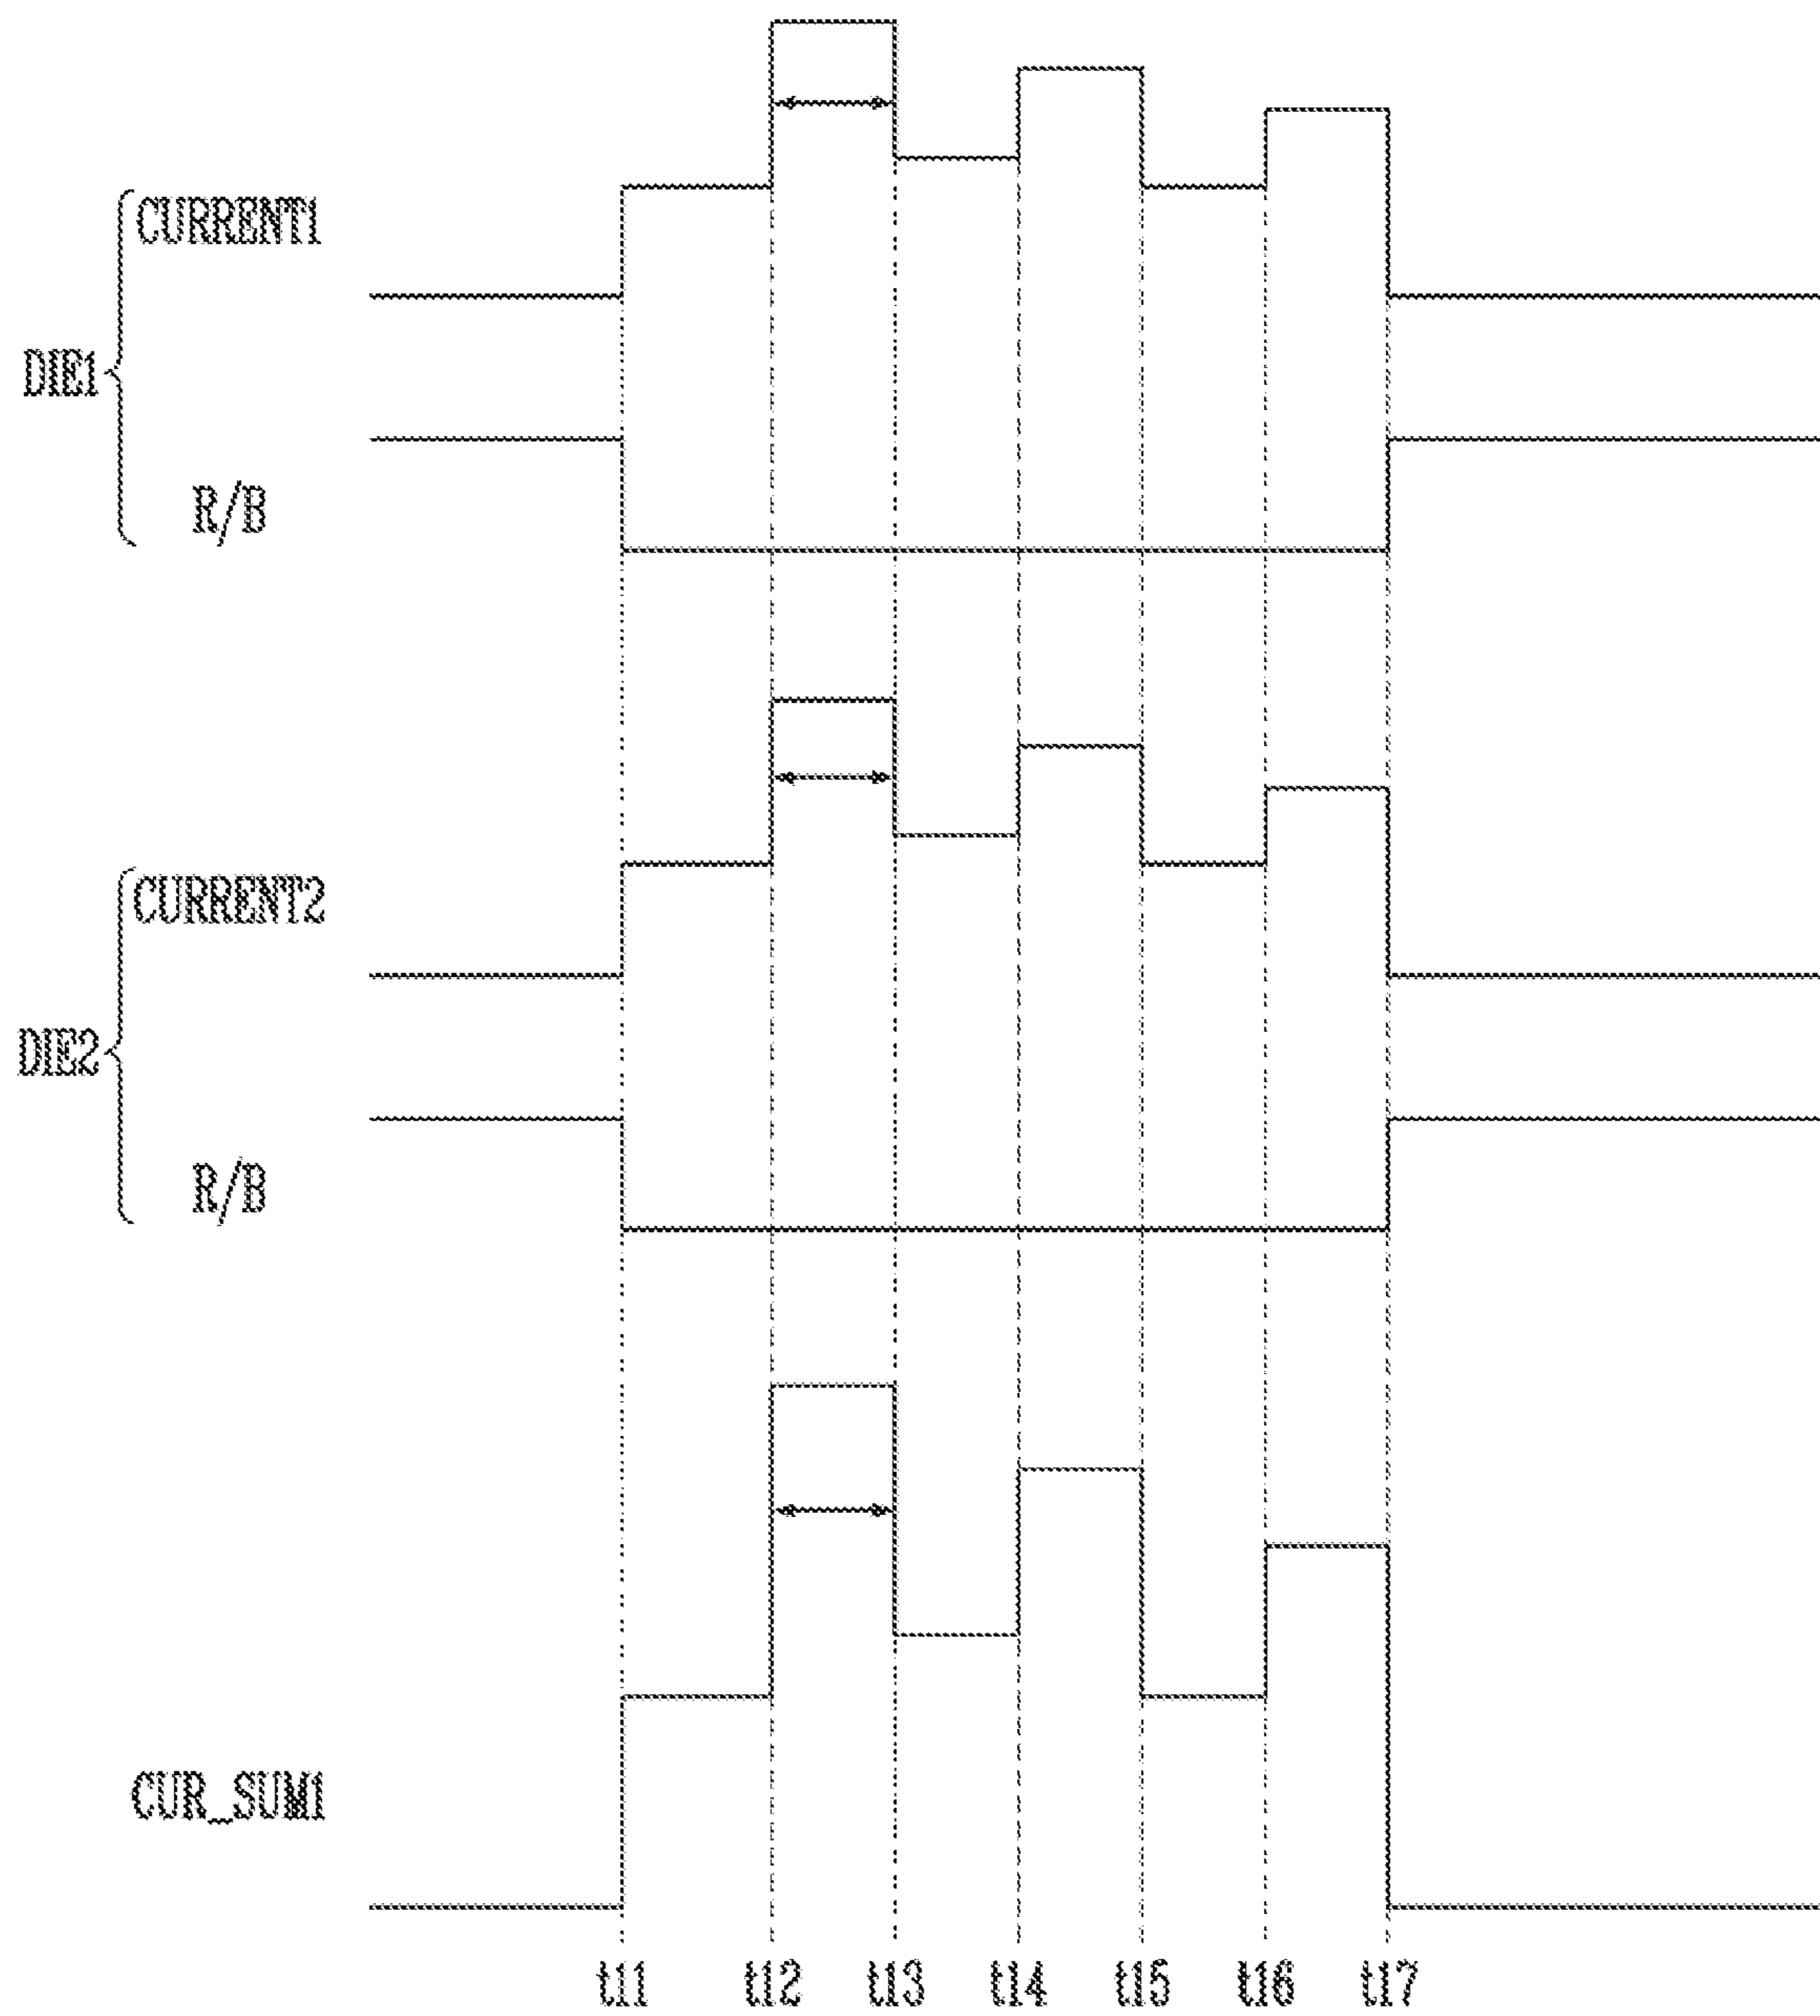 CURRENT1
DIE1
R/B
CURRENT2
DIE2
R/B
CUR_SUM1
t11 t12 t13 t14 t15 t16 t17